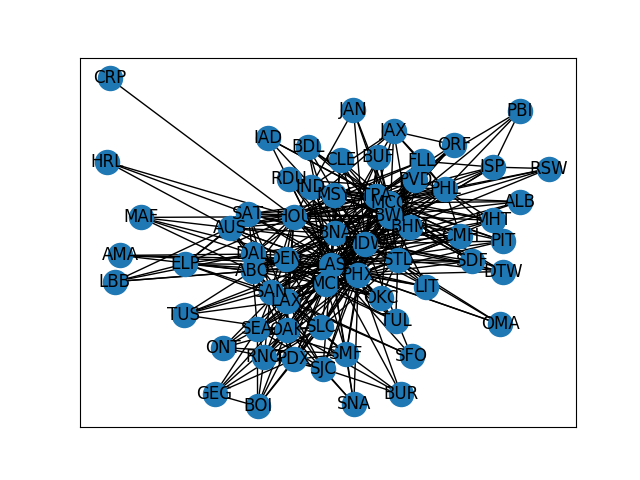 CRP
JAN
PBI
JAX
IAD
ORF
BDL
BUF
CLE
FLL
HRL
ISP
RSW
RDU
IND
PVD
PHL
MSY
TPA
MCO
ALB
MAF
SAT
HOU
BWI
MHT
AUS
BHM
BNA
CMH
PIT
MDW
AMA
DAL
DEN
STL
SDF
ELP
ABQ
LAS
PHX
DTW
LBB
MCI
LIT
SAN
LAX
OKC
TUS
TUL
OMA
SEA
OAK
SLC
ONT
RNO
PDX
SMF
SFO
SJC
GEG
BUR
BOI
SNA